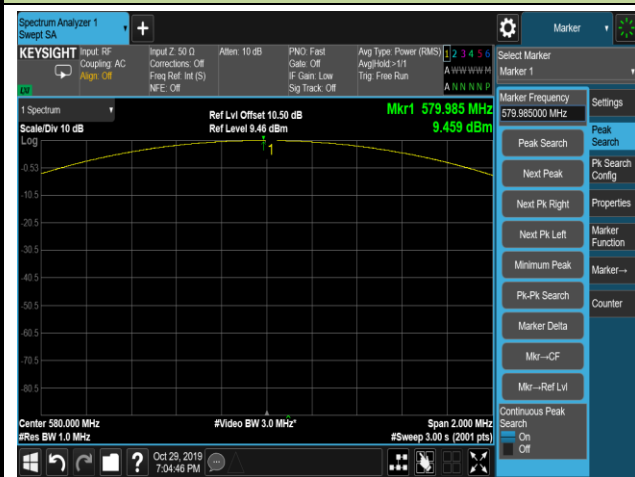 Spectrum Analyzer 1
Swept SA
+
Marker
KEYSIGHT
Input: RF
Coupling: AC
Align: Off
Input Z: 50 Ω
Corrections: Off
Freq Ref: Int (S)
NFE: Off
Atten: 10 dB
PNO: Fast
Gate: Off
IF Gain: Low
Sig Track: Off
Avg Type: Power (RMS)
Avg|Hold:>1/1
Trig: Free Run
1 2 3 4 5 6
A W W W W M
A N N N N P
Select Marker
Marker 1
1 Spectrum
Scale/Div 10 dB
Log
Ref Lvl Offset 10.50 dB
Ref Level 9.46 dBm
Mkr1 579.985 MHz
9.459 dBm
1
-0.53
-10.5
-20.5
-30.5
-40.5
-50.5
-60.5
-70.5
-80.5
Center 580.000 MHz
#Res BW 1.0 MHz
#Video BW 3.0 MHz*
Span 2.000 MHz
#Sweep 3.00 s (2001 pts)
Marker Frequency
579.985000 MHz
Peak Search
Next Peak
Next Pk Right
Next Pk Left
Minimum Peak
Pk-Pk Search
Marker Delta
Mkr→CF
Mkr→Ref Lvl
Continuous Peak
Search
On
Off
Settings
Peak
Search
Pk Search
Config
Properties
Marker
Function
Marker→
Counter
?
Oct 29, 2019
7:04:46 PM